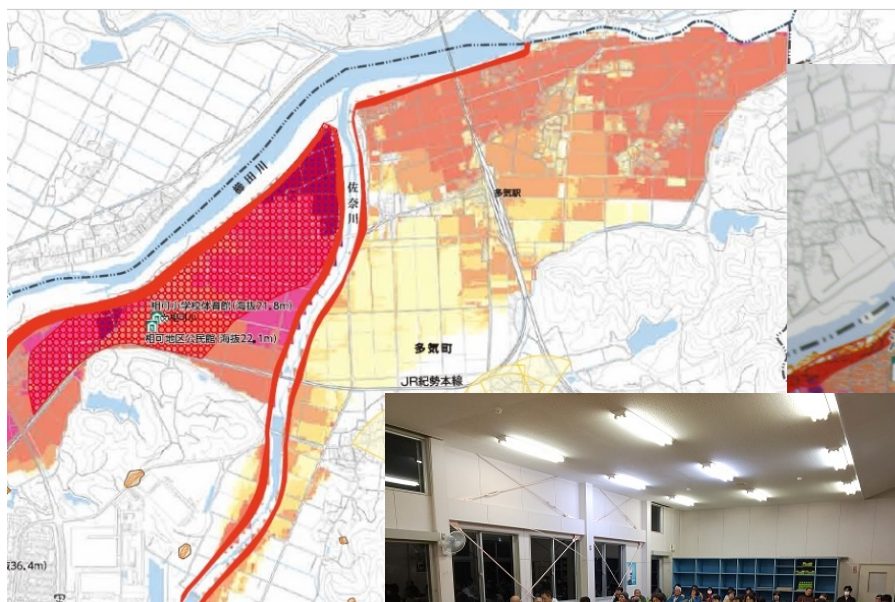 櫛田川
佐奈川
多気駅
相可小学校体育館(海抜21.8m)
相可地区公民館(海抜22.1m)
多気町
JR紀勢本線
36.4m)